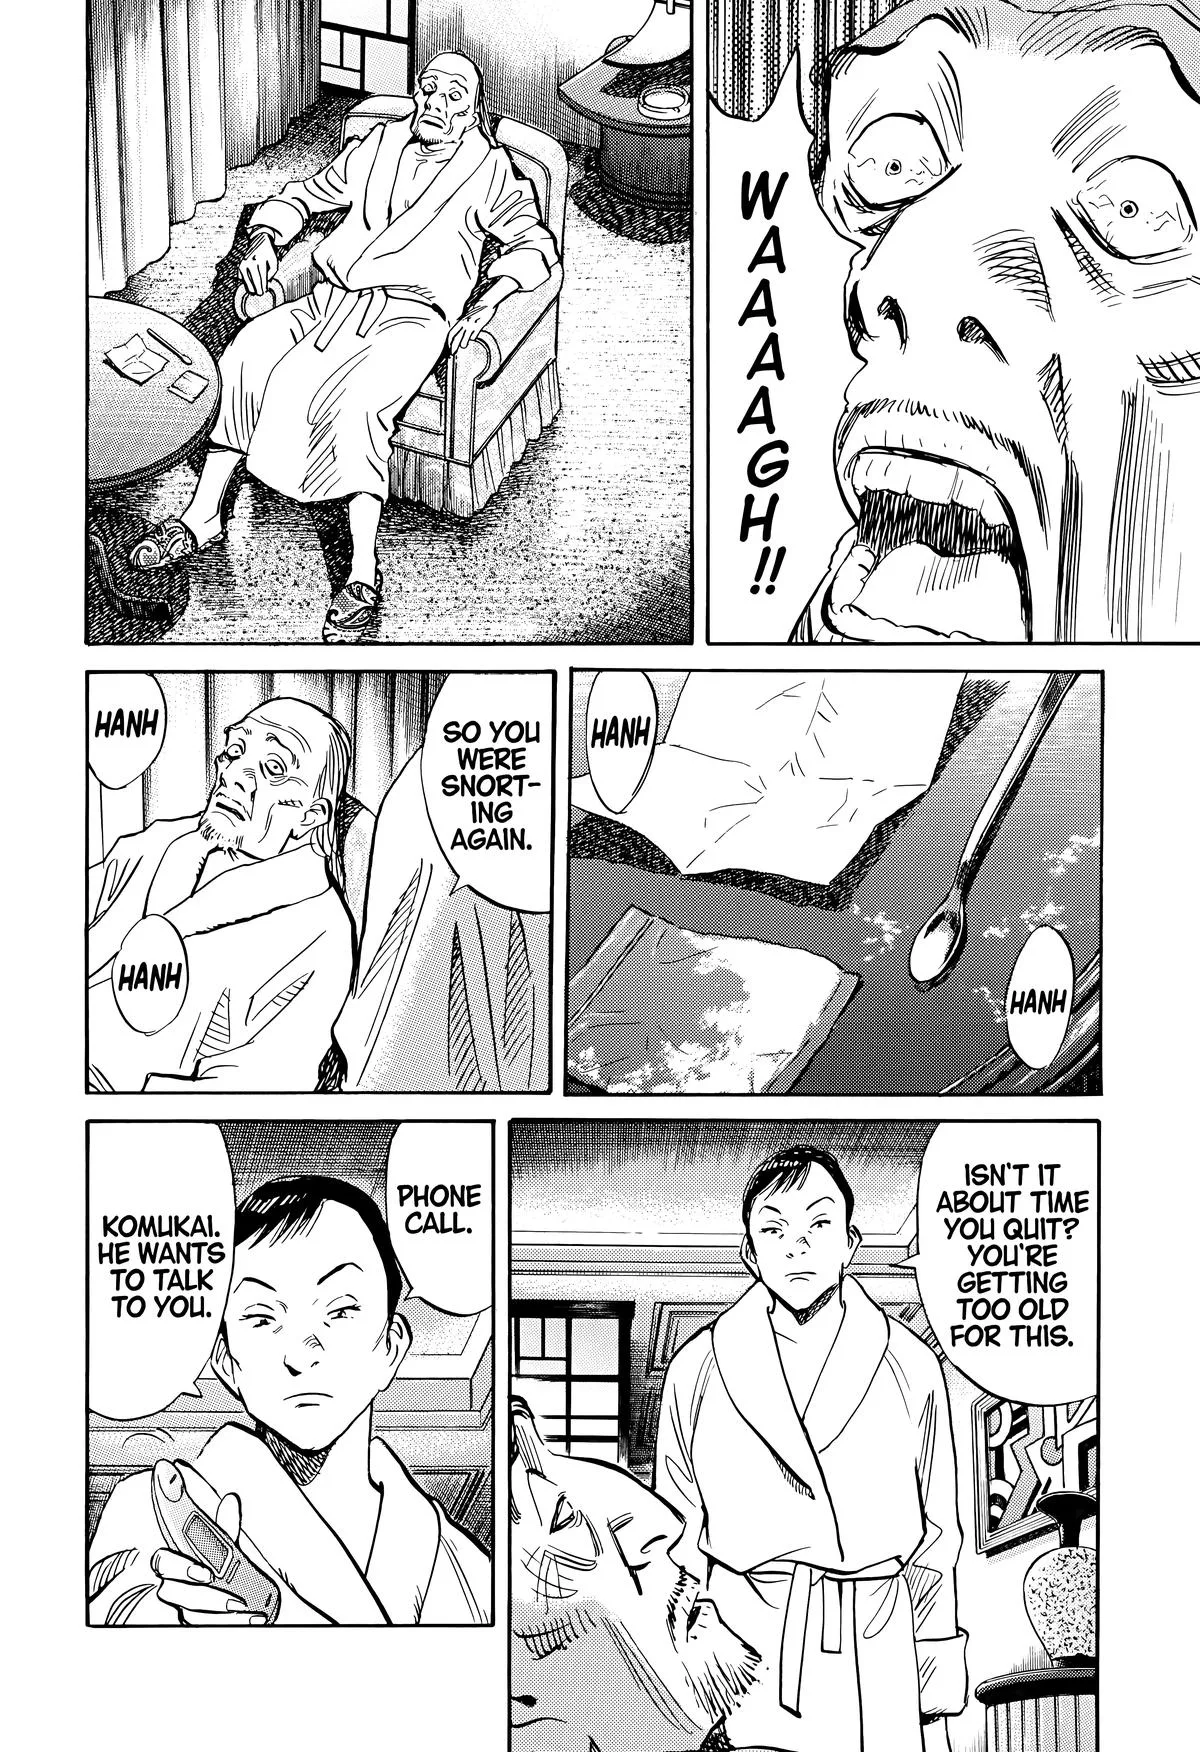 WAAAGH!!
HANH
HANH
SO YOU
WERE
SNORT-
ING
AGAIN.
HANH
HANH
ISN'T IT
ABOUT TIME
YOU QUIT?
YOU'RE
GETTING
TOO OLD
FOR THIS.
PHONE
CALL.
KOMUKAI.
HE WANTS
TO TALK
TO YOU.